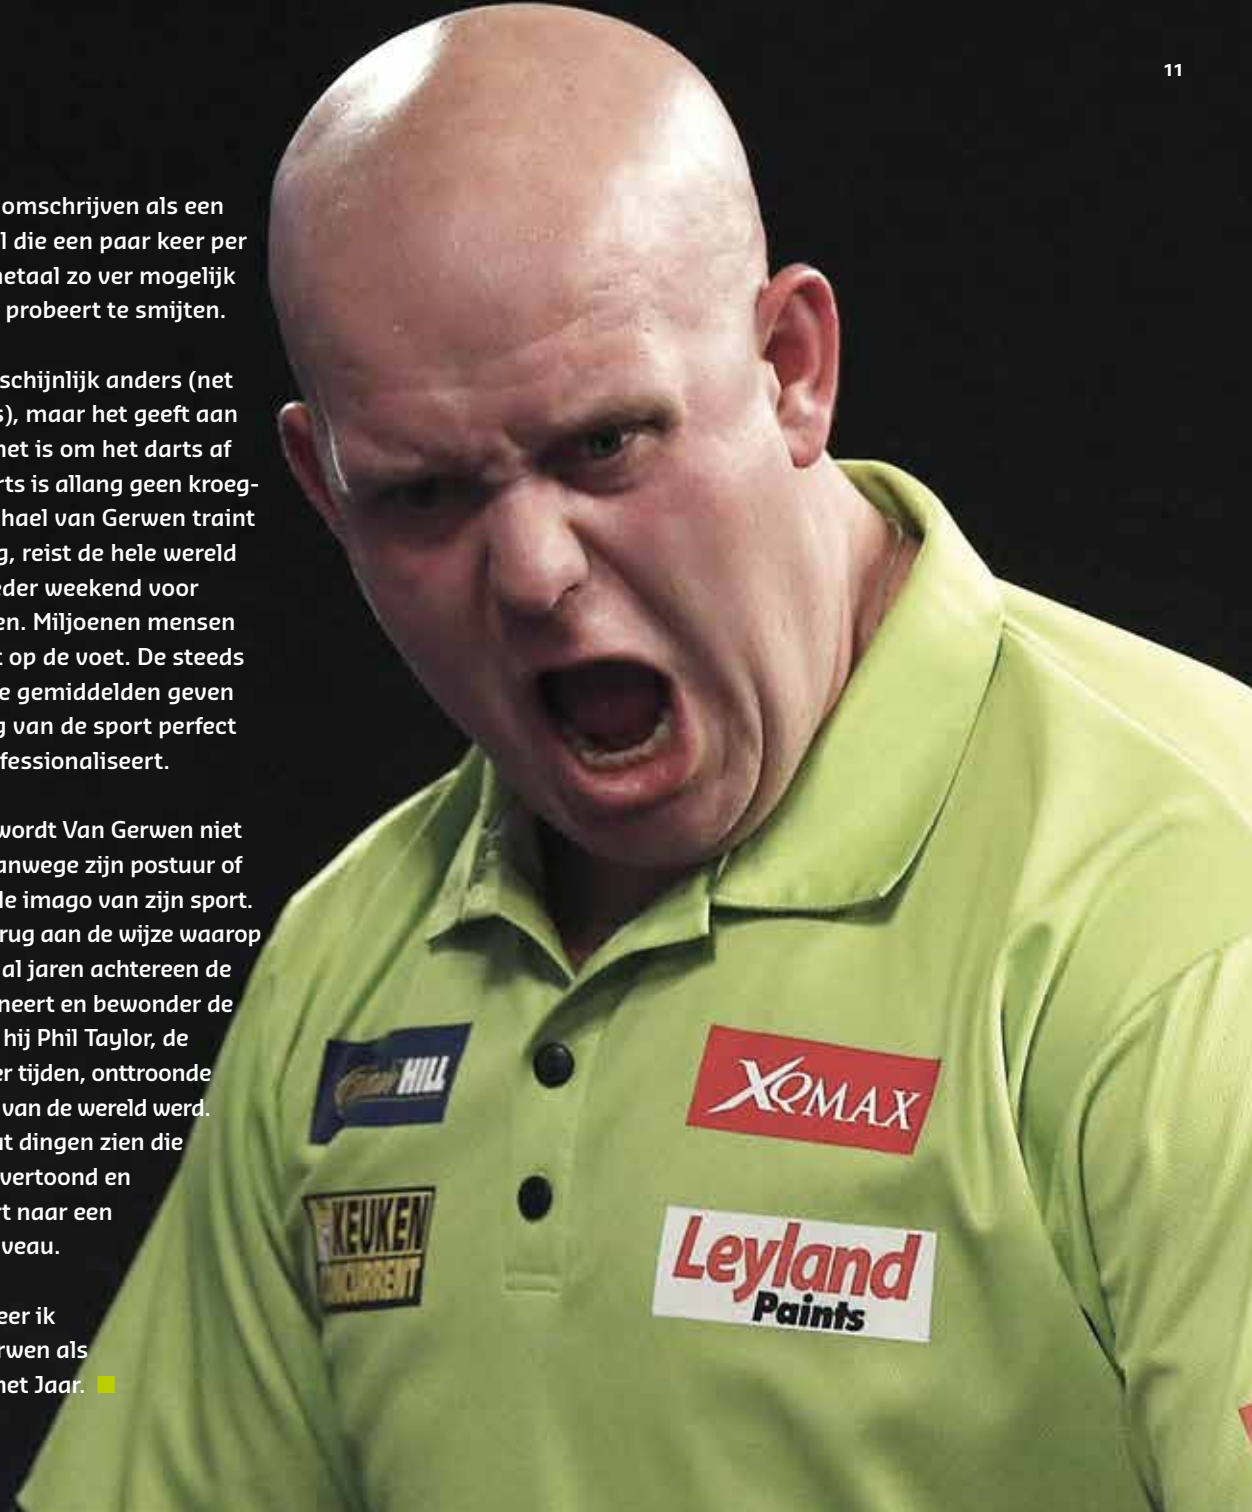 11
omschrijven als een
l die een paar keer per
netaal zo ver mogelijk
probeert te smijten.
schijnlijk anders (net
s), maar het geeft aan
net is om het darts af
rts is allang geen kroeg-
hael van Gerwen traint
g, reist de hele wereld
eder weekend voor
en. Miljoenen mensen
t op de voet. De steeds
e gemiddelden geven
g van de sport perfect
fessionaliseert.
wordt Van Gerwen niet
anwege zijn postuur of
le imago van zijn sport.
rug aan de wijze waarop
al jaren achtereen de
neert en bewonder de
hij Phil Taylor, de
er tijden, onttroonde
van de wereld werd.
at dingen zien die
vertoond en
rt naar een
veau.
eer ik
rwen als
het Jaar.
HILL
XQMAX
KEUKEN
CONCURRENT
Leyland
Paints